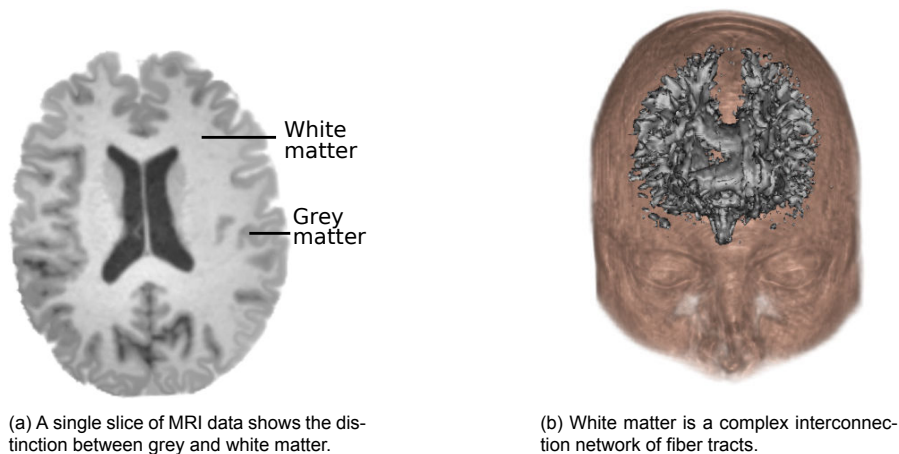 White
matter
Grey
matter
(a) A single slice of MRI data shows the dis-
tinction between grey and white matter.
(b) White matter is a complex interconnec-
tion network of fiber tracts.